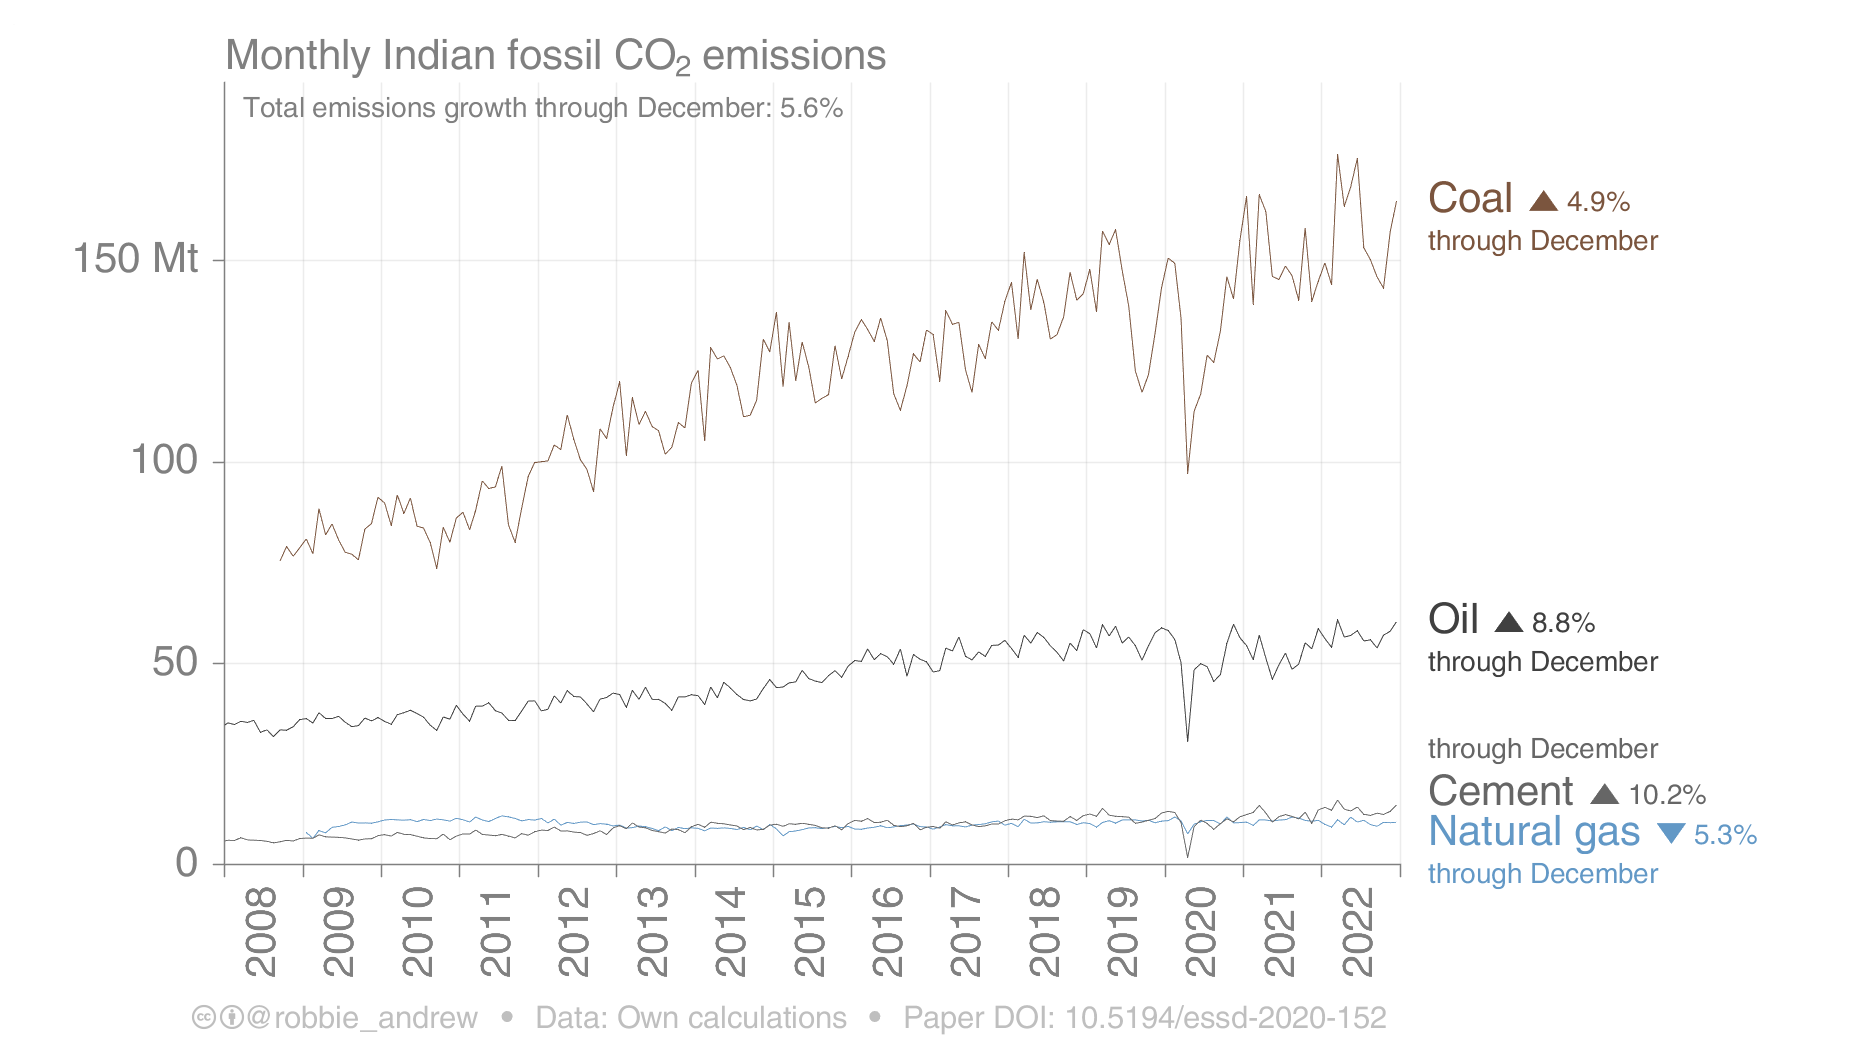 Monthly Indian fossil CO₂ emissions
Total emissions growth through December: 5.6%
150 Mt
100
50
0
Coal ▲ 4.9%
through December
Oil ▲ 8.8%
through December
through December
Cement ▲ 10.2%
Natural gas ▼ 5.3%
through December
2008
2009
2010
2011
2012
2013
2014
2015
2016
2017
2018
2019
2020
2021
2022
@robbie_andrew • Data: Own calculations • Paper DOI: 10.5194/essd-2020-152